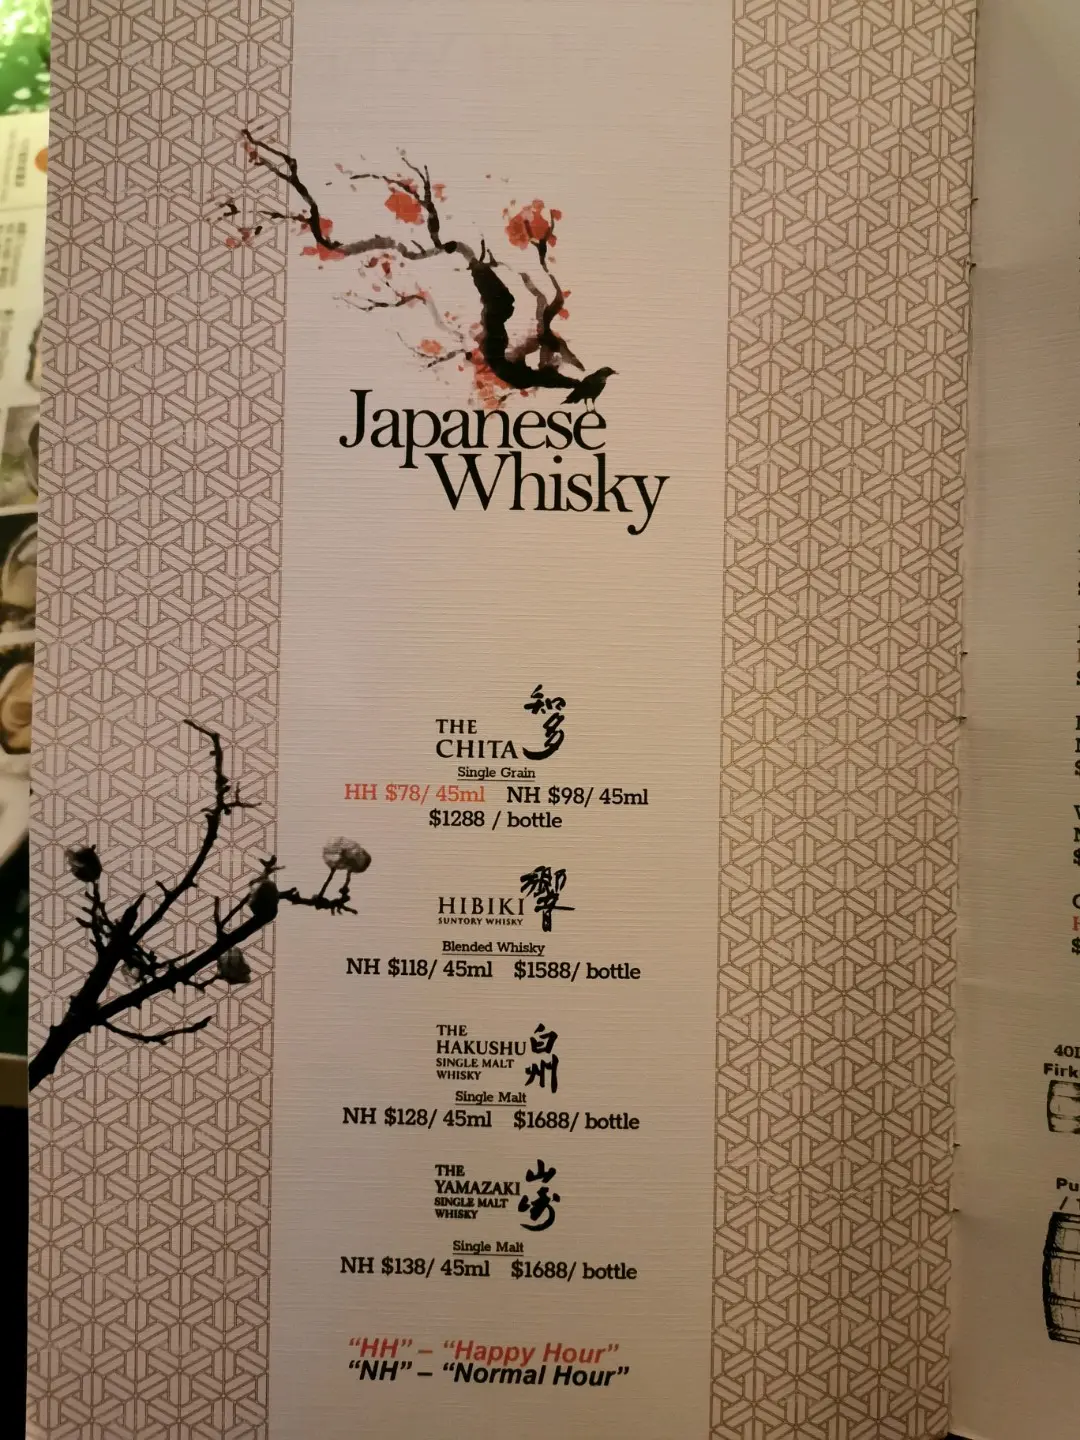 Japanese
Whisky
THE
CHITA
知多
Single Grain
HH $78/ 45ml NH $98/ 45ml
$1288 / bottle
HIBIKI
SUNTORY WHISKY
響
Blended Whisky
NH $118/ 45ml $1588/ bottle
THE
HAKUSHU
SINGLE MALT
WHISKY
白州
Single Malt
NH $128/ 45ml $1688/ bottle
THE
YAMAZAKI
SINGLE MALT
WHISKY
山崎
Single Malt
NH $138/ 45ml $1688/ bottle
"HH" – "Happy Hour"
"NH" – "Normal Hour"